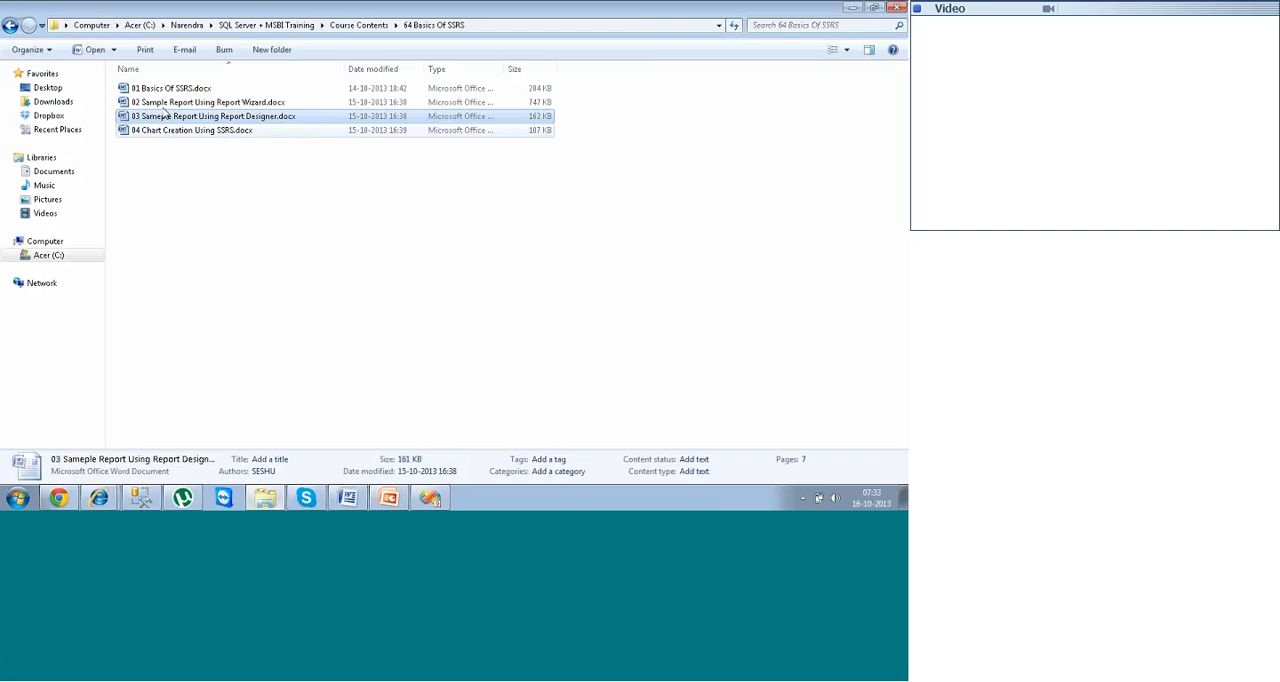 Computer Acer (C:) Narendra SQL Server + MSBI Training Course Contents 64 Basics Of SSRS Search 64 Basics Of SSRS Video
Organize Open Print E-mail Burn New folder
Name Date modified Type Size
Favorites
Desktop
Downloads
Dropbox
Recent Places
Libraries
Documents
Music
Pictures
Videos
Computer
Acer (C:)
Network
01 Basics Of SSRS.docx 14-10-2013 18:42 Microsoft Office ... 284 KB
02 Sample Report Using Report Wizard.docx 15-10-2013 16:38 Microsoft Office ... 747 KB
03 Sameple Report Using Report Designer.docx 15-10-2013 16:38 Microsoft Office ... 162 KB
04 Chart Creation Using SSRS.docx 15-10-2013 16:39 Microsoft Office ... 107 KB
03 Sameple Report Using Report Design... Title: Add a title Size: 161 KB Tags: Add a tag Content status: Add text Pages: 7
Microsoft Office Word Document Authors: SESHU Date modified: 15-10-2013 16:38 Categories: Add a category Content type: Add text
07:33
16-10-2013